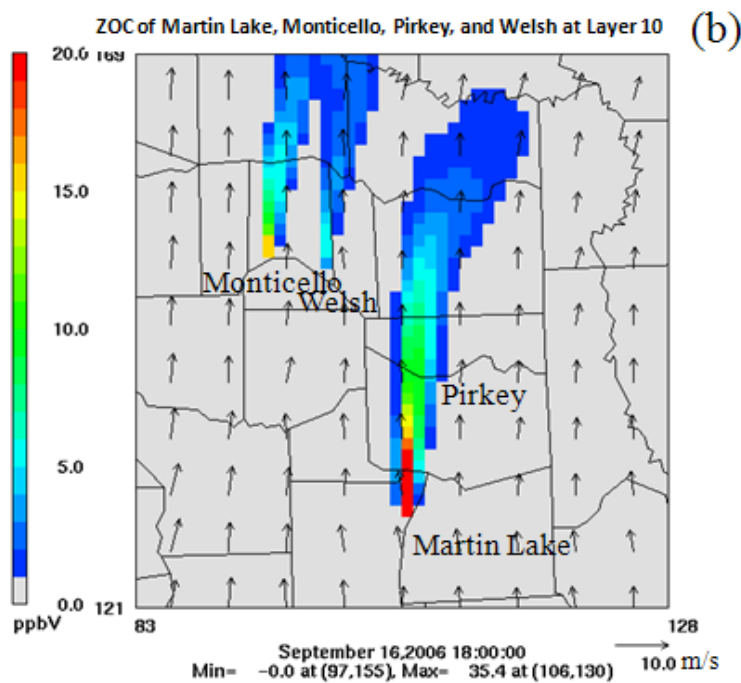 ZOC of Martin Lake, Monticello, Pirkey, and Welsh at Layer 10
(b)
20.0
169
15.0
Monticello
Welsh
10.0
Pirkey
5.0
Martin Lake
0.0
121
ppbV
83
128
September 16,2006 18:00:00
Min= -0.0 at (97,155), Max= 35.4 at (106,130)
10.0 m/s